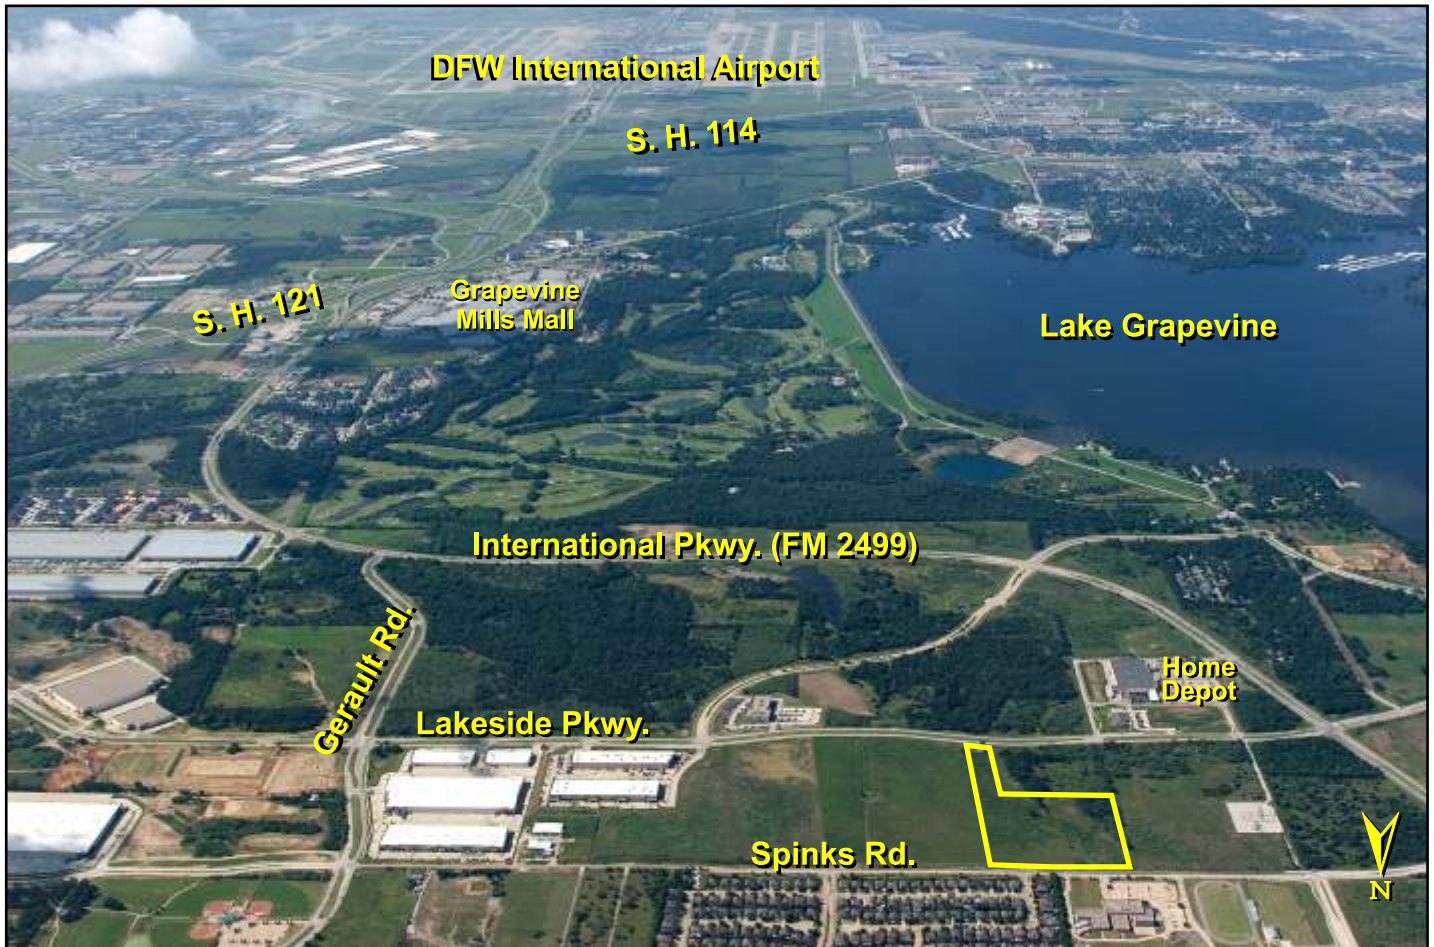 DFW International Airport
S. H. 114
S. H. 121
Grapevine
Mills Mall
Lake Grapevine
International Pkwy. (FM 2499)
Gerault Rd.
Home
Depot
Lakeside Pkwy.
Spinks Rd.
N